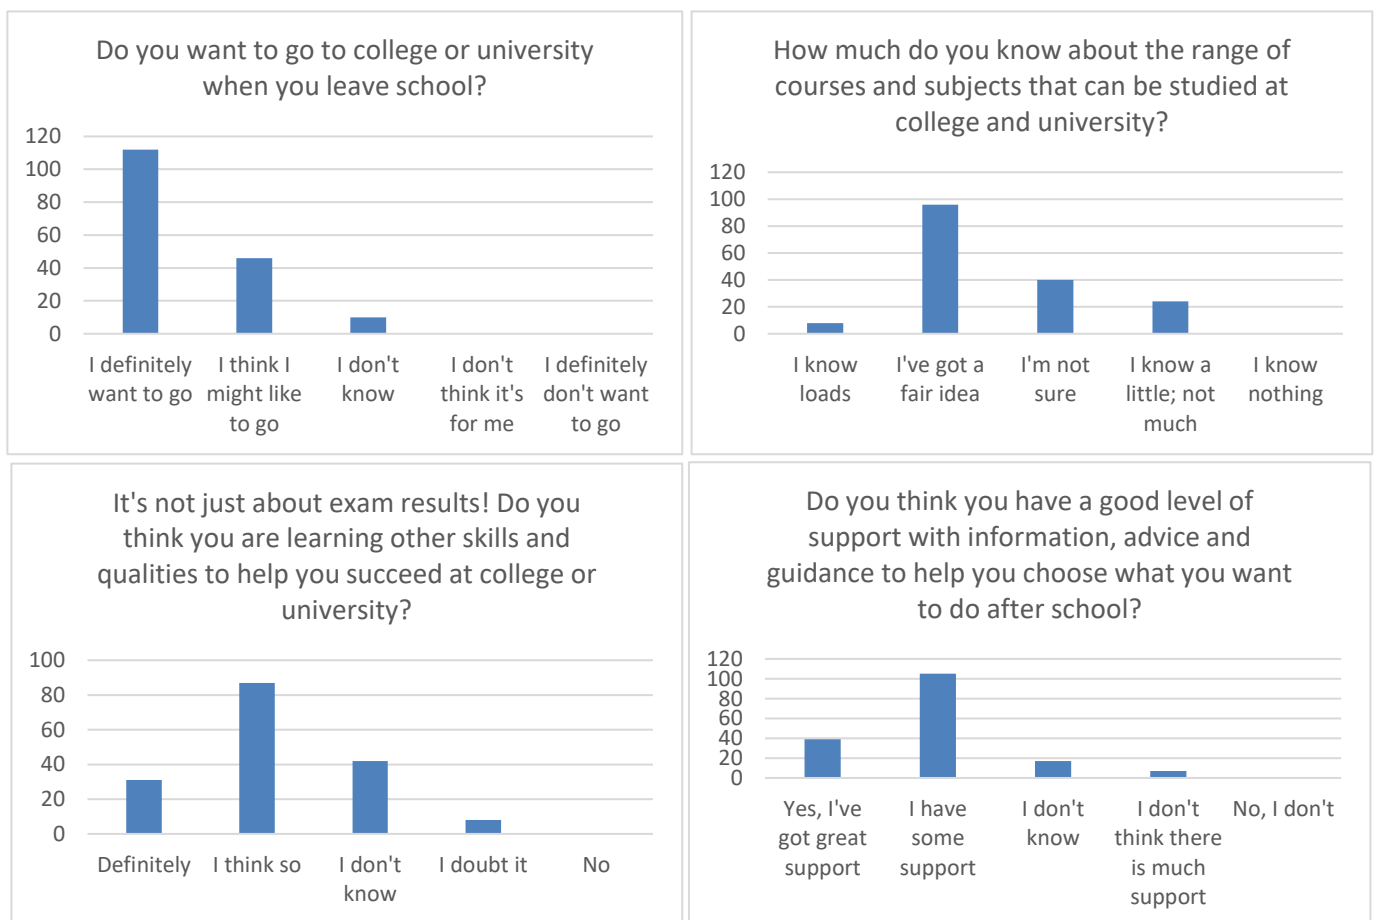 Do you want to go to college or university
when you leave school?
120
100
80
60
40
20
0
I definitely
want to go
I think I
might like
to go
I don't
know
I don't
think it's
for me
I definitely
don't want
to go
How much do you know about the range of
courses and subjects that can be studied at
college and university?
120
100
80
60
40
20
0
I know
loads
I've got a
fair idea
I'm not
sure
I know a
little; not
much
I know
nothing
It's not just about exam results! Do you
think you are learning other skills and
qualities to help you succeed at college or
university?
100
80
60
40
20
0
Definitely
I think so
I don't
know
I doubt it
No
Do you think you have a good level of
support with information, advice and
guidance to help you choose what you want
to do after school?
120
100
80
60
40
20
0
Yes, I've
got great
support
I have
some
support
I don't
know
I don't
think there
is much
support
No, I don't